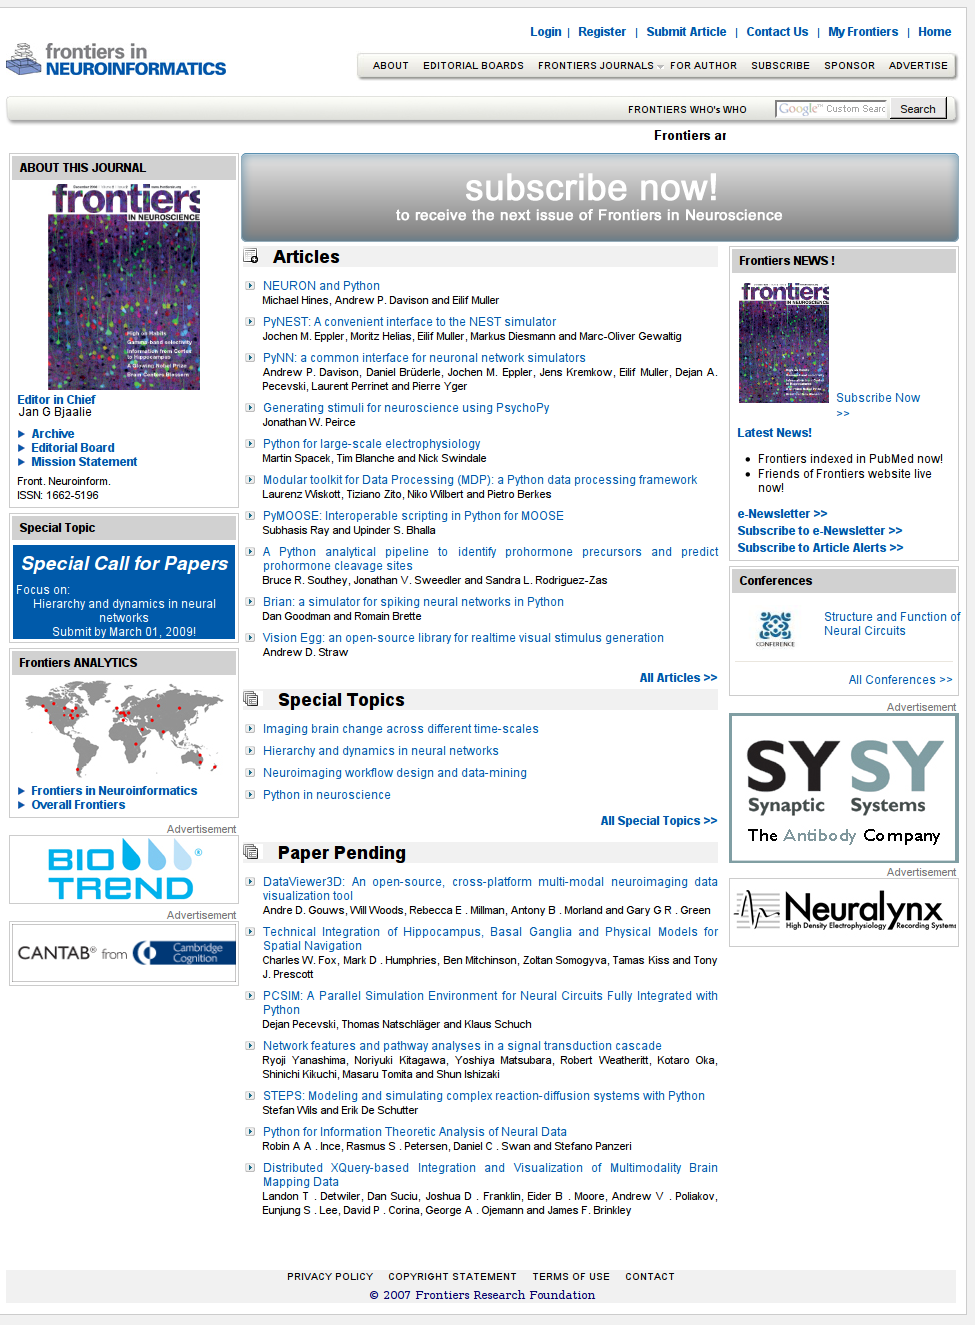 Login | Register | Submit Article | Contact Us | My Frontiers | Home
frontiers in
NEUROINFORMATICS
ABOUT EDITORIAL BOARDS FRONTIERS JOURNALS FOR AUTHOR SUBSCRIBE SPONSOR ADVERTISE
FRONTIERS WHO's WHO
Google™ Custom Searc
Search
Frontiers ar
ABOUT THIS JOURNAL
frontiers
IN NEUROSCIENCE
High on Mobits
Gamma-band selectivity
Information from Cortex
to Hippocampus
A Glowing Nobel Prize
Brain Centers Blossom
Editor in Chief
Jan G Bjaalie
Archive
Editorial Board
Mission Statement
Front. Neuroinform.
ISSN: 1662-5196
Special Topic
Special Call for Papers
Focus on:
Hierarchy and dynamics in neural
networks
Submit by March 01, 2009!
Frontiers ANALYTICS
Frontiers in Neuroinformatics
Overall Frontiers
Advertisement
BIO
TREND
Advertisement
CANTAB® from Cambridge
Cognition
subscribe now!
to receive the next issue of Frontiers in Neuroscience
Articles
NEURON and Python
Michael Hines, Andrew P. Davison and Eilif Muller
PyNEST: A convenient interface to the NEST simulator
Jochen M. Eppler, Moritz Helias, Eilif Muller, Markus Diesmann and Marc-Oliver Gewaltig
PyNN: a common interface for neuronal network simulators
Andrew P. Davison, Daniel Brüderle, Jochen M. Eppler, Jens Kremkow, Eilif Muller, Dejan A.
Pecevski, Laurent Perrinet and Pierre Yger
Generating stimuli for neuroscience using PsychoPy
Jonathan W. Peirce
Python for large-scale electrophysiology
Martin Spacek, Tim Blanche and Nick Swindale
Modular toolkit for Data Processing (MDP): a Python data processing framework
Laurenz Wiskott, Tiziano Zito, Niko Wilbert and Pietro Berkes
PyMOOSE: Interoperable scripting in Python for MOOSE
Subhasis Ray and Upinder S. Bhalla
A Python analytical pipeline to identify prohormone precursors and predict
prohormone cleavage sites
Bruce R. Southey, Jonathan V. Sweedler and Sandra L. Rodriguez-Zas
Brian: a simulator for spiking neural networks in Python
Dan Goodman and Romain Brette
Vision Egg: an open-source library for realtime visual stimulus generation
Andrew D. Straw
All Articles >>
Special Topics
Imaging brain change across different time-scales
Hierarchy and dynamics in neural networks
Neuroimaging workflow design and data-mining
Python in neuroscience
All Special Topics >>
Paper Pending
DataViewer3D: An open-source, cross-platform multi-modal neuroimaging data
visualization tool
Andre D. Gouws, Will Woods, Rebecca E . Millman, Antony B . Morland and Gary G R . Green
Technical Integration of Hippocampus, Basal Ganglia and Physical Models for
Spatial Navigation
Charles W. Fox, Mark D . Humphries, Ben Mitchinson, Zoltan Somogyva, Tamas Kiss and Tony
J. Prescott
PCSIM: A Parallel Simulation Environment for Neural Circuits Fully Integrated with
Python
Dejan Pecevski, Thomas Natschläger and Klaus Schuch
Network features and pathway analyses in a signal transduction cascade
Ryoji Yanashima, Noriyuki Kitagawa, Yoshiya Matsubara, Robert Weatheritt, Kotaro Oka,
Shinichi Kikuchi, Masaru Tomita and Shun Ishizaki
STEPS: Modeling and simulating complex reaction-diffusion systems with Python
Stefan Wils and Erik De Schutter
Python for Information Theoretic Analysis of Neural Data
Robin A A . Ince, Rasmus S . Petersen, Daniel C . Swan and Stefano Panzeri
Distributed XQuery-based Integration and Visualization of Multimodality Brain
Mapping Data
Landon T . Detwiler, Dan Suciu, Joshua D . Franklin, Eider B . Moore, Andrew V . Poliakov,
Eunjung S . Lee, David P . Corina, George A . Ojemann and James F. Brinkley
Frontiers NEWS !
frontiers
IN NEUROSCIENCE
Subscribe Now
>>
Latest News!
Frontiers indexed in PubMed now!
Friends of Frontiers website live
now!
e-Newsletter >>
Subscribe to e-Newsletter >>
Subscribe to Article Alerts >>
Conferences
CONFERENCE
Structure and Function of
Neural Circuits
All Conferences >>
Advertisement
SYSY
Synaptic Systems
The Antibody Company
Advertisement
Neuralynx
High Density Electrophysiology Recording Systems
PRIVACY POLICY COPYRIGHT STATEMENT TERMS OF USE CONTACT
© 2007 Frontiers Research Foundation